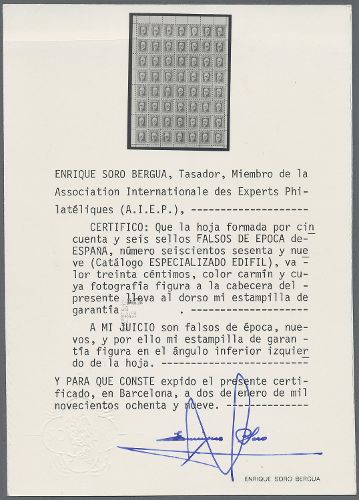 ENRIQUE SORO BERGUA, Tasador, Miembro de la
Association Internationale des Experts Phi-
latéliques (A.I.E.P.), --------------------
CERTIFICO: Que la hoja formada por cin
cuenta y seis sellos FALSOS DE EPOCA de-
ESPAÑA, número seiscientos sesenta y nue
ve (Catálogo ESPECIALIZADO EDIFIL), va -
lor treinta céntimos, color carmín y cu-
ya fotografía figura a la cabecera del -
presente lleva al dorso mi estampilla de
garantía . ---------------
A MI JUICIO son falsos de época, nue-
vos, y por ello mi estampilla de garan -
tía figura en el ángulo inferior izquier
do de la hoja. -------------------------
Y PARA QUE CONSTE expido el presente certi-
ficado, en Barcelona, a dos de enero de mil
novecientos ochenta y nueve. --------------
ENRIQUE SORO BERGUA